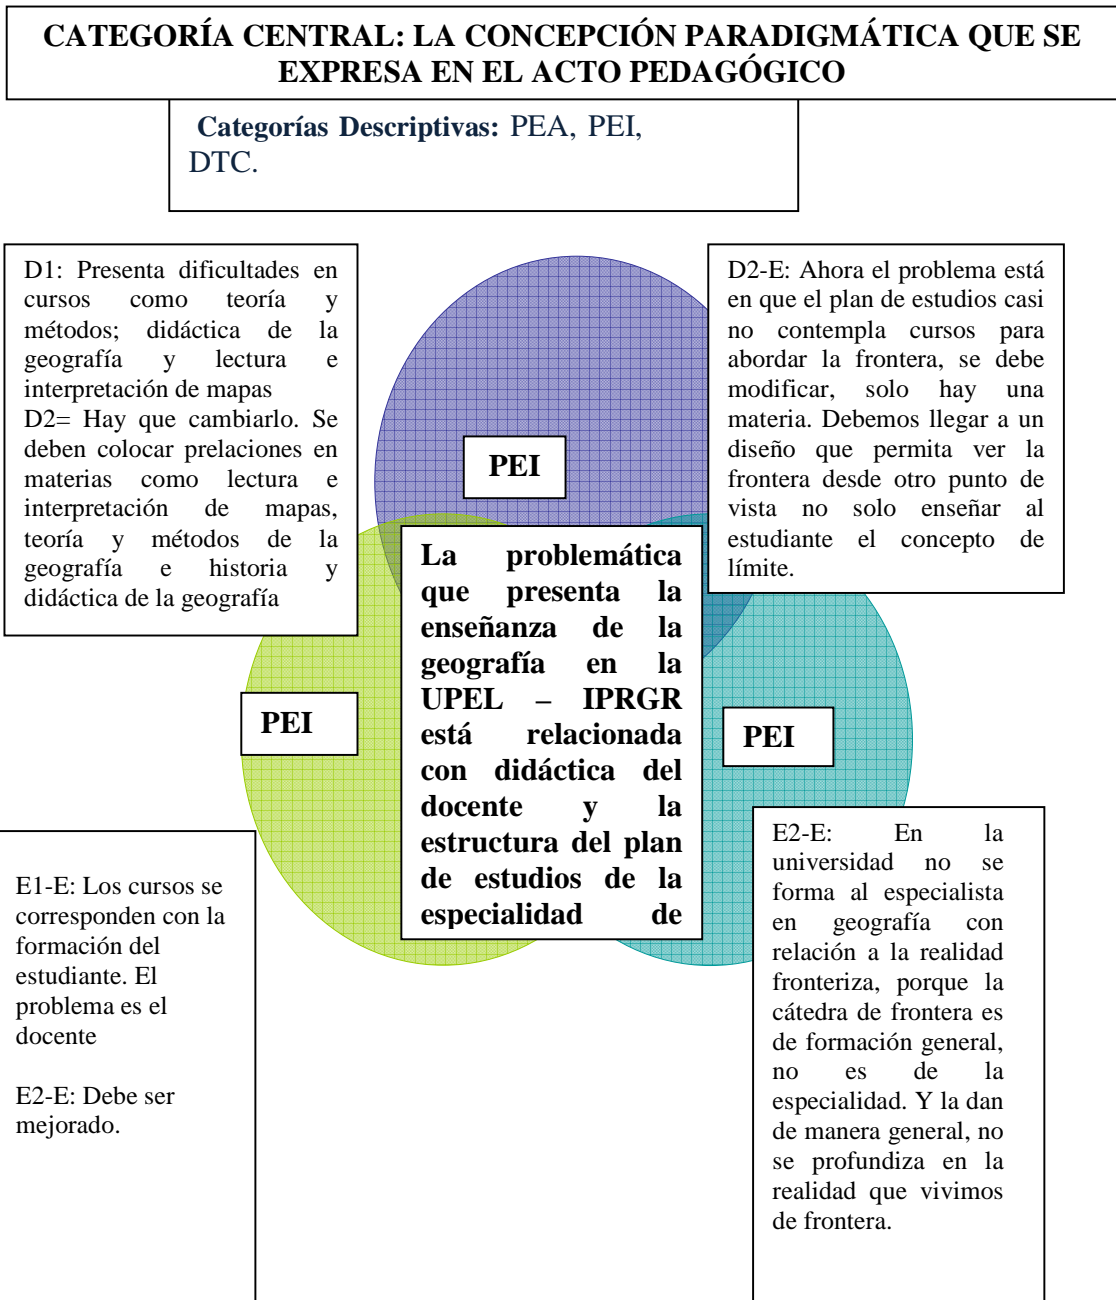 CATEGORÍA CENTRAL: LA CONCEPCIÓN PARADIGMÁTICA QUE SE
EXPRESA EN EL ACTO PEDAGÓGICO
Categorías Descriptivas: PEA, PEI,
DTC.
D1: Presenta dificultades en
cursos como teoría y
métodos; didáctica de la
geografía y lectura e
interpretación de mapas
D2= Hay que cambiarlo. Se
deben colocar prelaciones en
materias como lectura e
interpretación de mapas,
teoría y métodos de la
geografía e historia y
didáctica de la geografía
D2-E: Ahora el problema está
en que el plan de estudios casi
no contempla cursos para
abordar la frontera, se debe
modificar, solo hay una
materia. Debemos llegar a un
diseño que permita ver la
frontera desde otro punto de
vista no solo enseñar al
estudiante el concepto de
límite.
PEI
La problemática
que presenta la
enseñanza de la
geografía en la
UPEL – IPRGR
está relacionada
con didáctica del
docente y la
estructura del plan
de estudios de la
especialidad de
PEI
PEI
E1-E: Los cursos se
corresponden con la
formación del
estudiante. El
problema es el
docente
E2-E: Debe ser
mejorado.
E2-E: En la
universidad no se
forma al especialista
en geografía con
relación a la realidad
fronteriza, porque la
cátedra de frontera es
de formación general,
no es de la
especialidad. Y la dan
de manera general, no
se profundiza en la
realidad que vivimos
de frontera.